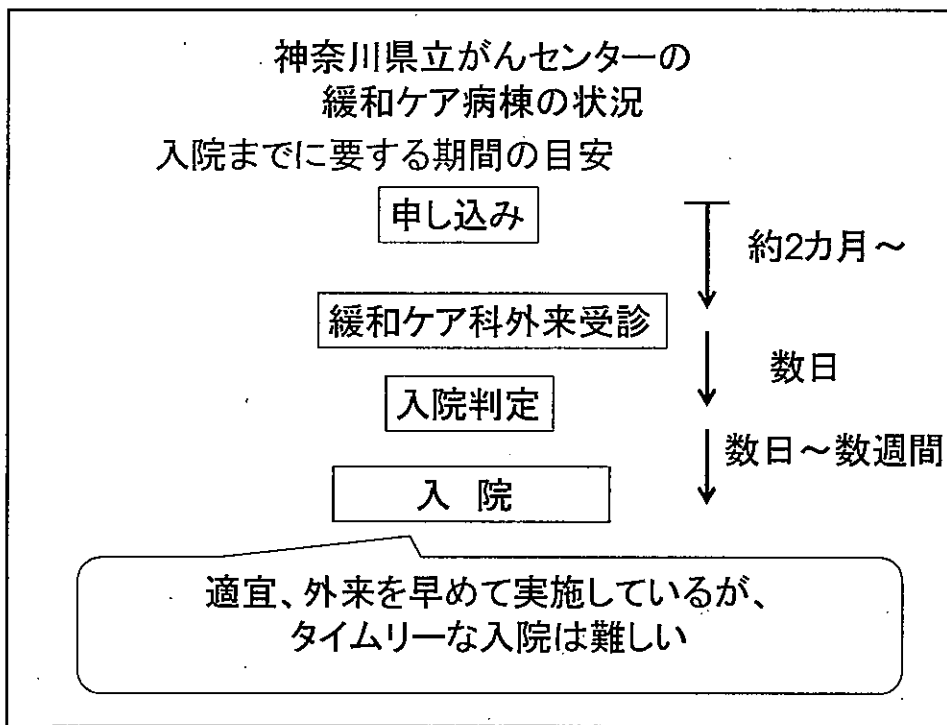 神奈川県立がんセンターの
緩和ケア病棟の状況
入院までに要する期間の目安
申し込み
約2カ月～
緩和ケア科外来受診
数日
入院判定
数日～数週間
入 院
適宜、外来を早めて実施しているが、
タイムリーな入院は難しい